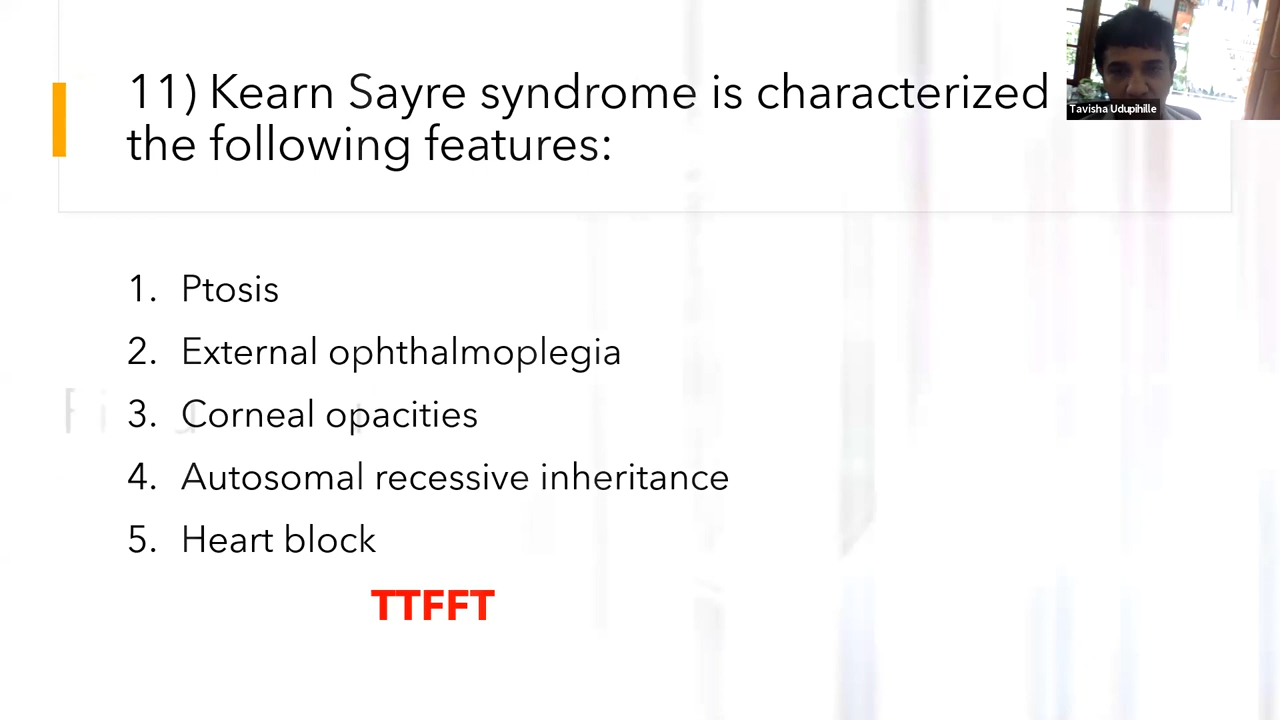 11) Kearn Sayre syndrome is characterized
the following features:
Tavisha Udupihille
1. Ptosis
2. External ophthalmoplegia
3. Corneal opacities
4. Autosomal recessive inheritance
5. Heart block
TTFFT